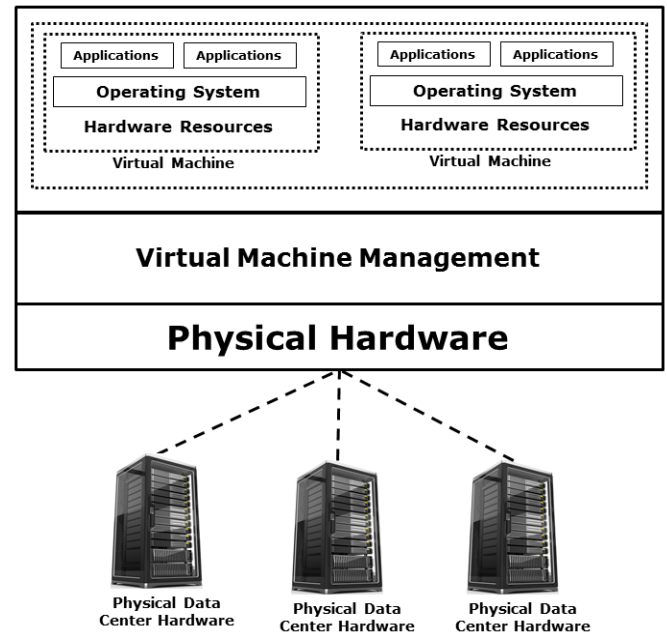 Applications
Applications
Operating System
Hardware Resources
Virtual Machine
Applications
Applications
Operating System
Hardware Resources
Virtual Machine
Virtual Machine Management
Physical Hardware
Physical Data
Center Hardware
Physical Data
Center Hardware
Physical Data
Center Hardware